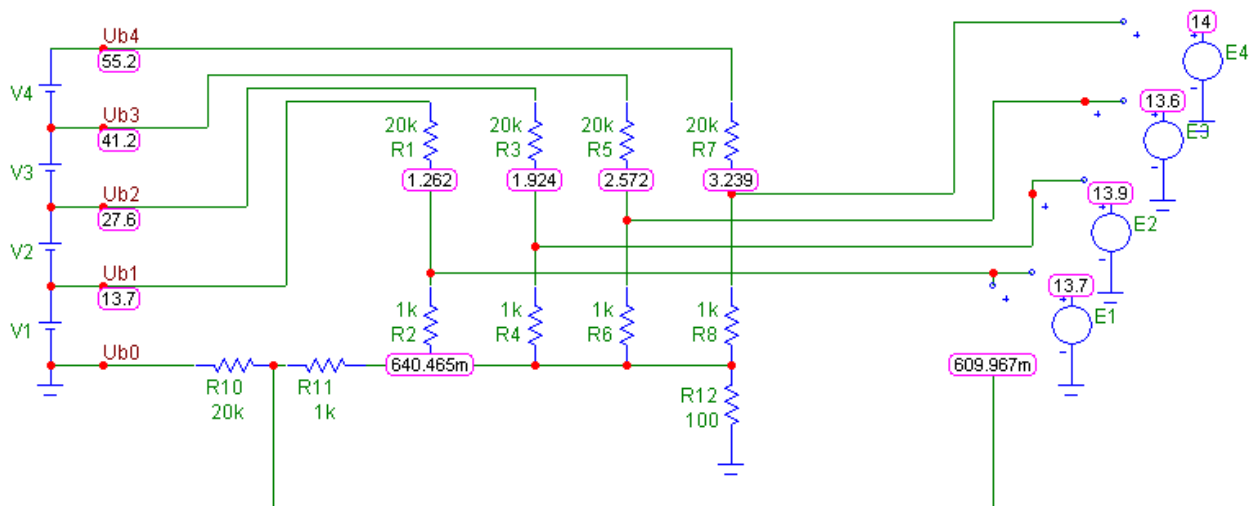 14
Ub4
55.2
E4
V4
13.6
Ub3
41.2
20k
R1
20k
R3
20k
R5
20k
R7
E3
V3
1.262
1.924
2.572
3.239
13.9
Ub2
27.6
E2
V2
Ub1
13.7
13.7
1k
R2
1k
R4
1k
R6
1k
R8
E1
V1
Ub0
640.465m
609.967m
R10
20k
R11
1k
R12
100